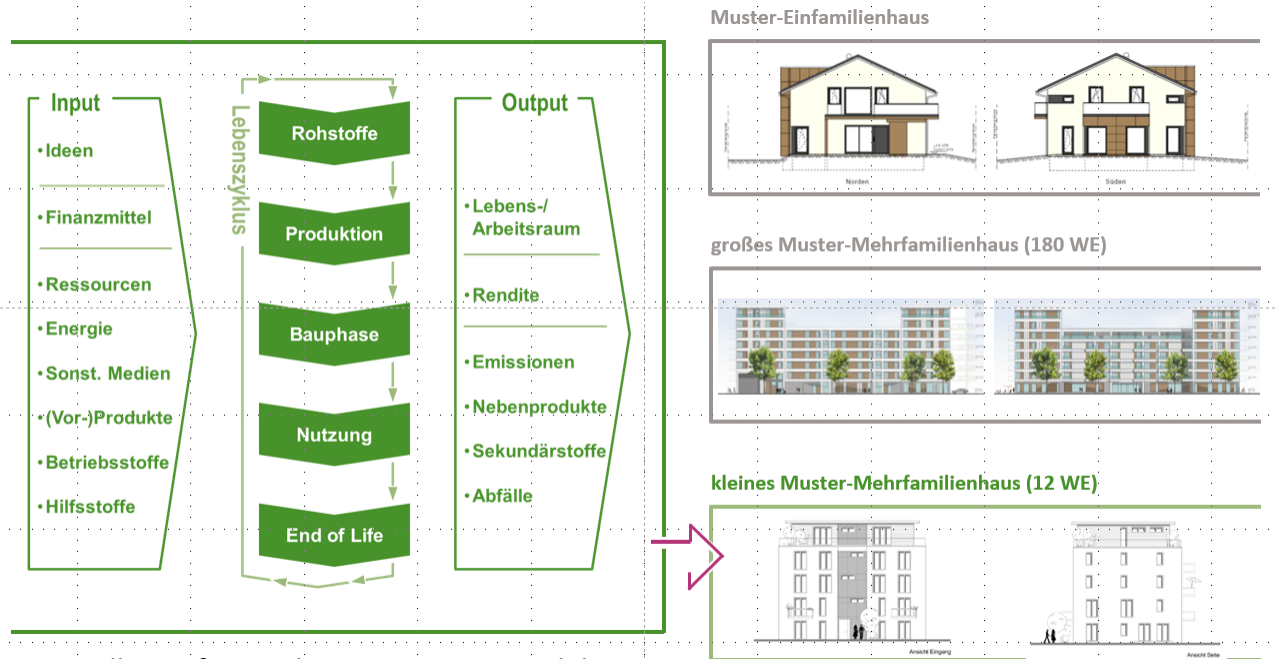 Input
•Ideen
•Finanzmittel
•Ressourcen
•Energie
•Sonst. Medien
•(Vor-)Produkte
•Betriebsstoffe
•Hilfsstoffe
Lebenszyklus
Rohstoffe
Produktion
Bauphase
Nutzung
End of Life
Output
•Lebens-/
Arbeitsraum
•Rendite
•Emissionen
•Nebenprodukte
•Sekundärstoffe
•Abfälle
Muster-Einfamilienhaus
Norden
Süden
großes Muster-Mehrfamilienhaus (180 WE)
kleines Muster-Mehrfamilienhaus (12 WE)
Ansicht Eingang
Ansicht Seite